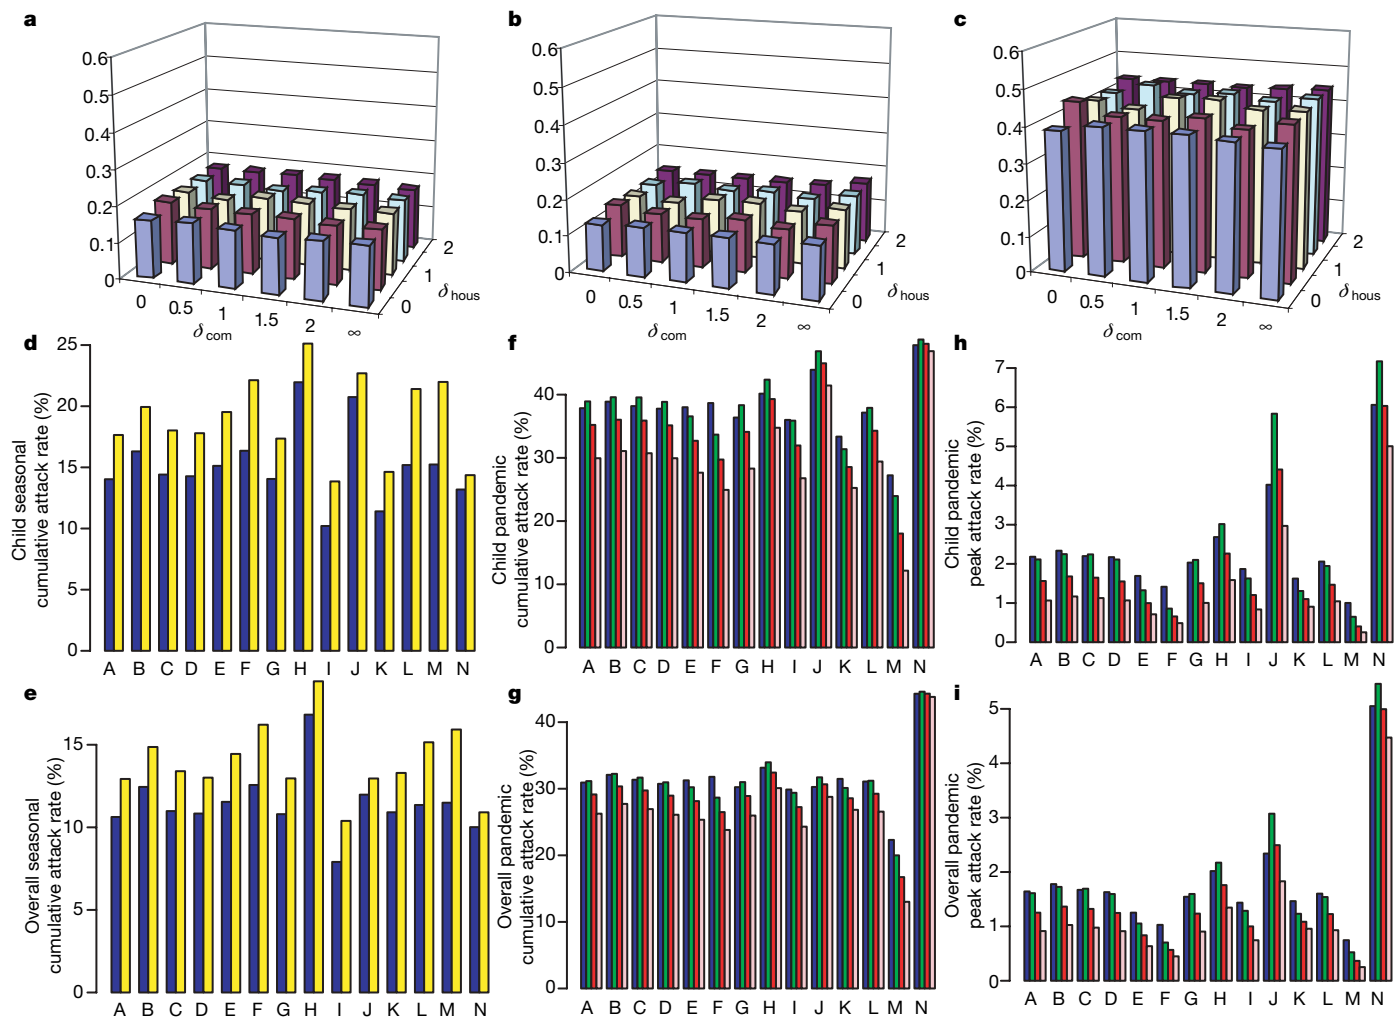 a
0.6
0.5
0.4
0.3
0.2
0.1
0
0
0.5
1
1.5
2
∞
δ com
0
1
2
δ hous
b
0.6
0.5
0.4
0.3
0.2
0.1
0
0
0.5
1
1.5
2
∞
δ com
0
1
2
δ hous
c
0.6
0.5
0.4
0.3
0.2
0.1
0
0
0.5
1
1.5
2
∞
δ com
0
1
2
δ hous
d
Child seasonal
cumulative attack rate (%)
25
20
15
10
5
0
A B C D E F G H I J K L M N
f
Child pandemic
cumulative attack rate (%)
40
30
20
10
0
A B C D E F G H I J K L M N
h
Child pandemic
peak attack rate (%)
7
6
5
4
3
2
1
0
A B C D E F G H I J K L M N
e
Overall seasonal
cumulative attack rate (%)
15
10
5
0
A B C D E F G H I J K L M N
g
Overall pandemic
cumulative attack rate (%)
40
30
20
10
0
A B C D E F G H I J K L M N
i
Overall pandemic
peak attack rate (%)
5
4
3
2
1
0
A B C D E F G H I J K L M N